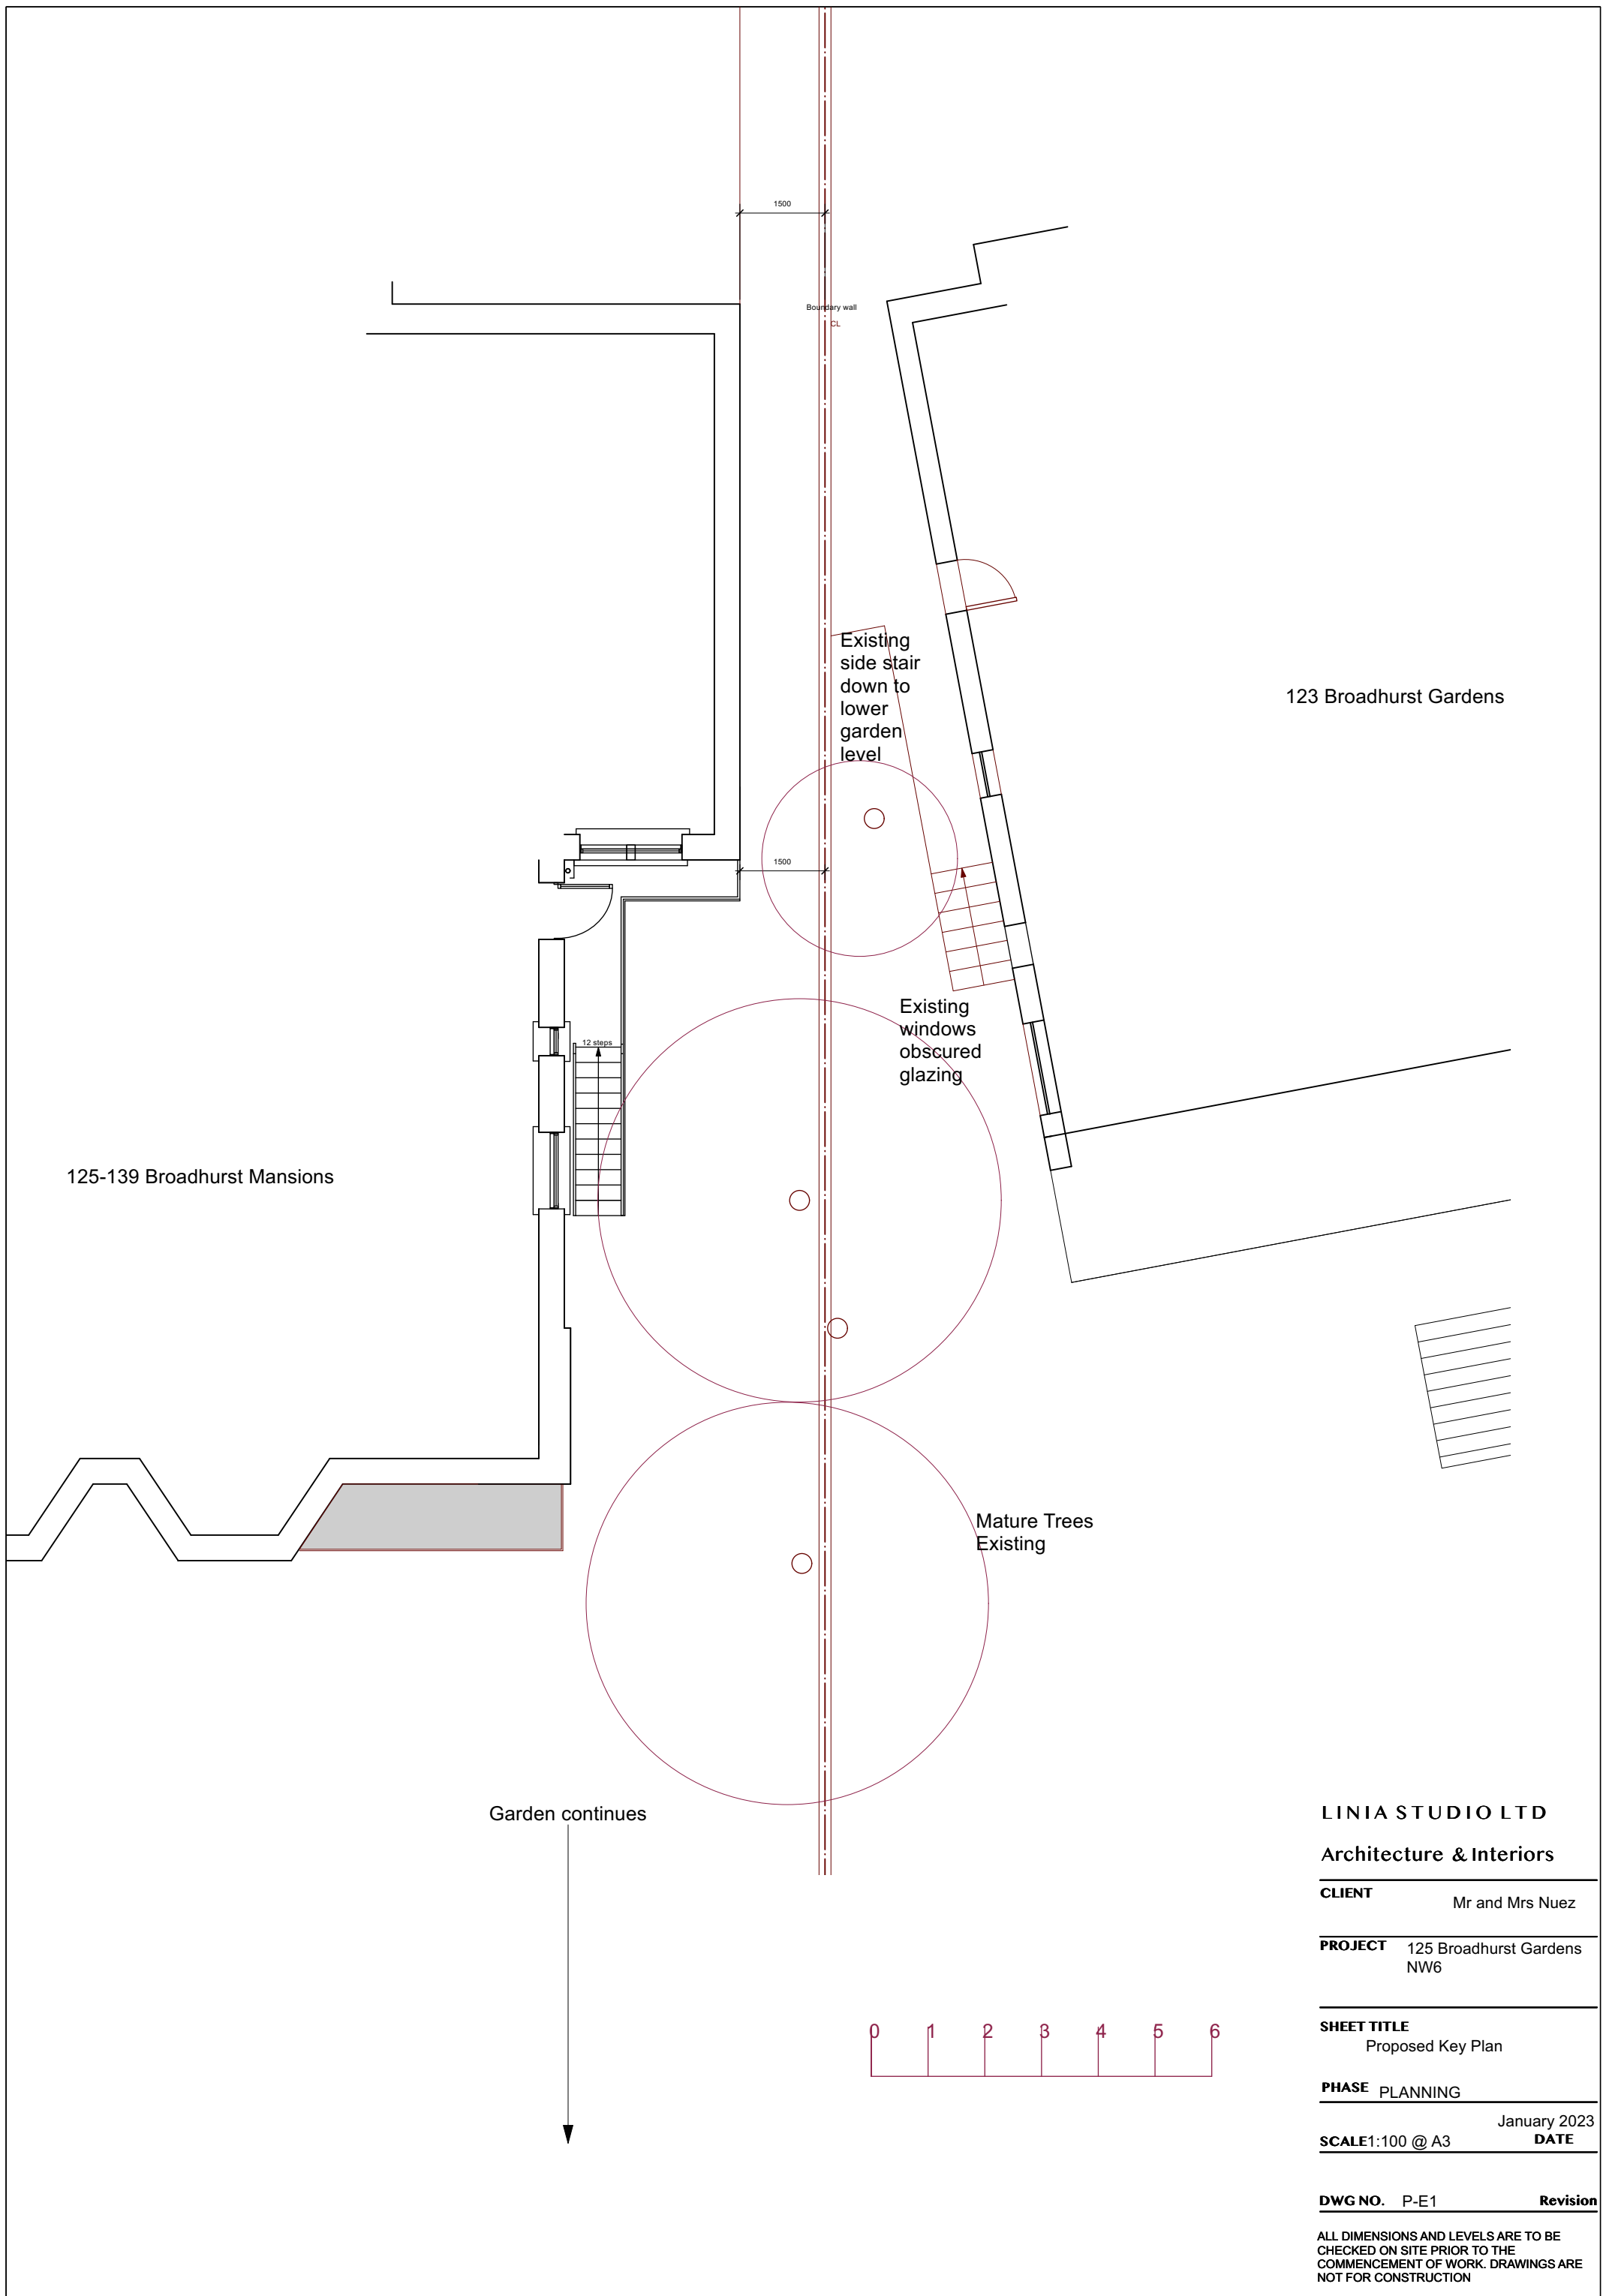 1500
Boundary wall
CL
Existing
side stair
down to
lower
garden
level
123 Broadhurst Gardens
1500
Existing
windows
obscured
glazing
12 steps
125-139 Broadhurst Mansions
Mature Trees
Existing
Garden continues
0 1 2 3 4 5 6
LINIA STUDIO LTD
Architecture & Interiors
CLIENT Mr and Mrs Nuez
PROJECT 125 Broadhurst Gardens
NW6
SHEET TITLE
Proposed Key Plan
PHASE PLANNING
January 2023
SCALE 1:100 @ A3 DATE
DWG NO. P-E1 Revision
ALL DIMENSIONS AND LEVELS ARE TO BE
CHECKED ON SITE PRIOR TO THE
COMMENCEMENT OF WORK. DRAWINGS ARE
NOT FOR CONSTRUCTION